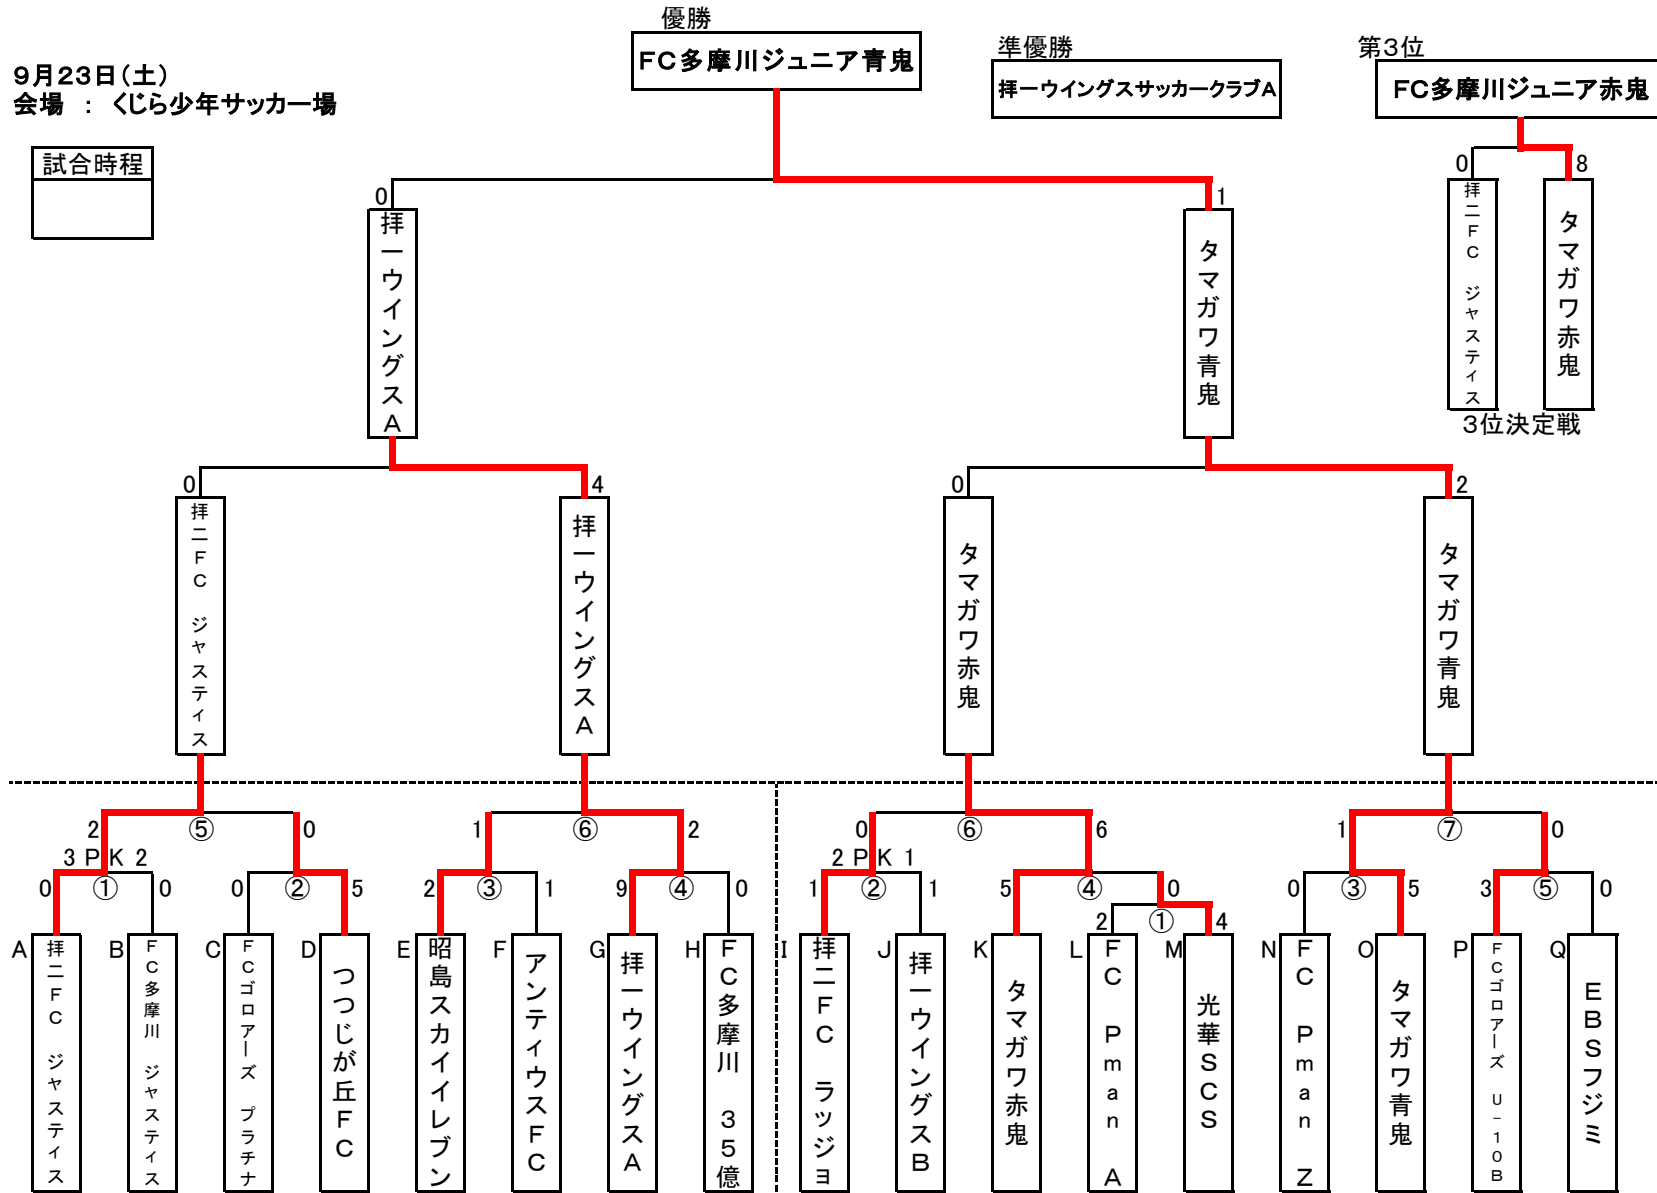 優勝
FC多摩川ジュニア青鬼
準優勝
拝一ウイングスサッカークラブA
第3位
FC多摩川ジュニア赤鬼
9月23日(土)
会場 : くじら少年サッカー場
試合時程
0
1
0
8
拝一ウイングスA
タマガワ青鬼
拝二FC ジャスティス
タマガワ赤鬼
3位決定戦
0
4
0
2
拝二FC ジャスティス
拝一ウイングスA
タマガワ赤鬼
タマガワ青鬼
2 ⑤ 0
1 ⑥ 2
0 ⑥ 6
1 ⑦ 0
3 PK 2
2 PK 1
0 ① 0
0 ② 5
2 ③ 1
9 ④ 0
1 ② 1
5 ④ 0
2 ① 4
0 ③ 5
3 ⑤ 0
A 拝二FC ジャスティス
B FC多摩川 ジャスティス
C FCゴロアーズ プラチナ
D つつじが丘FC
E 昭島スカイイレブン
F アンティウスFC
G 拝一ウイングスA
H FC多摩川 35億
I 拝二FC ラッジョ
J 拝一ウイングスB
K タマガワ赤鬼
L FC Pman A
M 光華SCS
N FC Pman Z
O タマガワ青鬼
P FCゴロアーズ U-10B
Q EBSフジミ